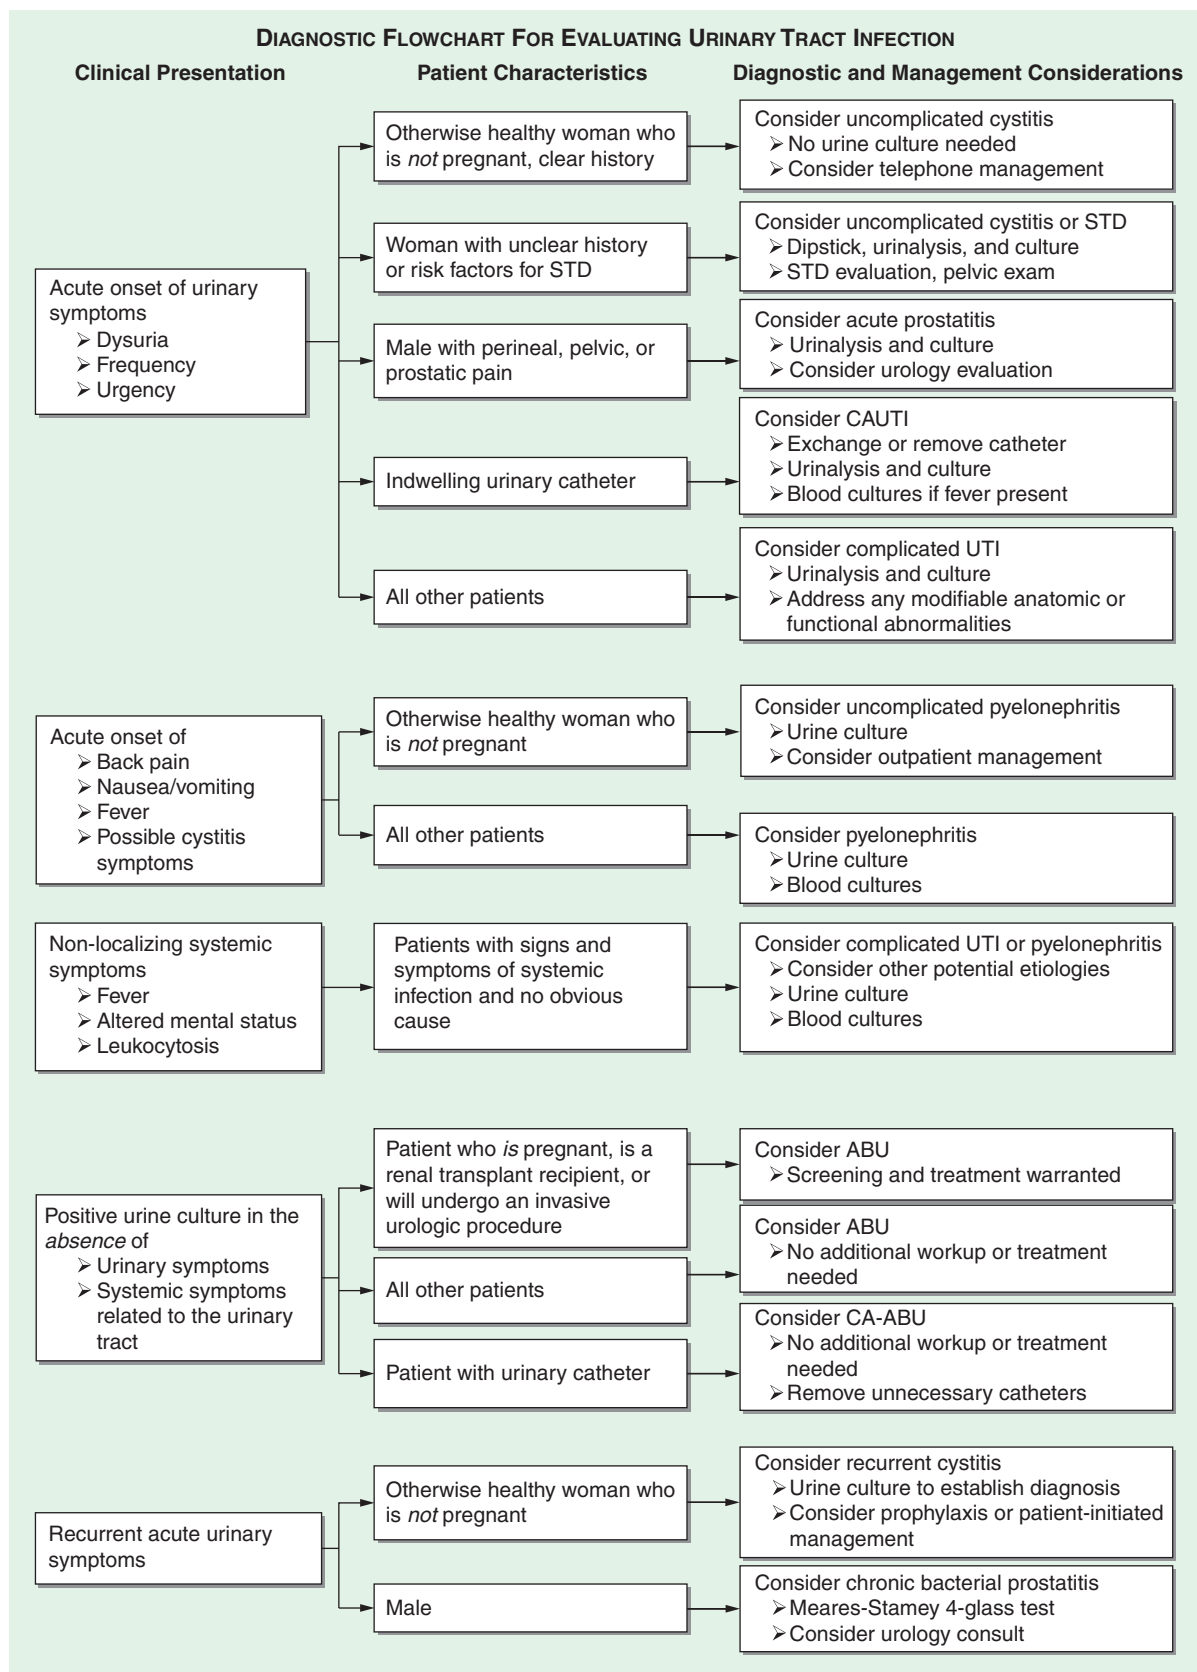 DIAGNOSTIC FLOWCHART FOR EVALUATING URINARY TRACT INFECTION
Clinical Presentation
Patient Characteristics
Diagnostic and Management Considerations
Acute onset of urinary
symptoms
➢ Dysuria
➢ Frequency
➢ Urgency
Otherwise healthy woman who
is not pregnant, clear history
Consider uncomplicated cystitis
➢ No urine culture needed
➢ Consider telephone management
Woman with unclear history
or risk factors for STD
Consider uncomplicated cystitis or STD
➢ Dipstick, urinalysis, and culture
➢ STD evaluation, pelvic exam
Male with perineal, pelvic, or
prostatic pain
Consider acute prostatitis
➢ Urinalysis and culture
➢ Consider urology evaluation
Indwelling urinary catheter
Consider CAUTI
➢ Exchange or remove catheter
➢ Urinalysis and culture
➢ Blood cultures if fever present
All other patients
Consider complicated UTI
➢ Urinalysis and culture
➢ Address any modifiable anatomic or
functional abnormalities
Acute onset of
➢ Back pain
➢ Nausea/vomiting
➢ Fever
➢ Possible cystitis
symptoms
Otherwise healthy woman who
is not pregnant
Consider uncomplicated pyelonephritis
➢ Urine culture
➢ Consider outpatient management
All other patients
Consider pyelonephritis
➢ Urine culture
➢ Blood cultures
Non-localizing systemic
symptoms
➢ Fever
➢ Altered mental status
➢ Leukocytosis
Patients with signs and
symptoms of systemic
infection and no obvious
cause
Consider complicated UTI or pyelonephritis
➢ Consider other potential etiologies
➢ Urine culture
➢ Blood cultures
Positive urine culture in the
absence of
➢ Urinary symptoms
➢ Systemic symptoms
related to the urinary
tract
Patient who is pregnant, is a
renal transplant recipient, or
will undergo an invasive
urologic procedure
Consider ABU
➢ Screening and treatment warranted
All other patients
Consider ABU
➢ No additional workup or treatment
needed
Patient with urinary catheter
Consider CA-ABU
➢ No additional workup or treatment
needed
➢ Remove unnecessary catheters
Recurrent acute urinary
symptoms
Otherwise healthy woman who
is not pregnant
Consider recurrent cystitis
➢ Urine culture to establish diagnosis
➢ Consider prophylaxis or patient-initiated
management
Male
Consider chronic bacterial prostatitis
➢ Meares-Stamey 4-glass test
➢ Consider urology consult